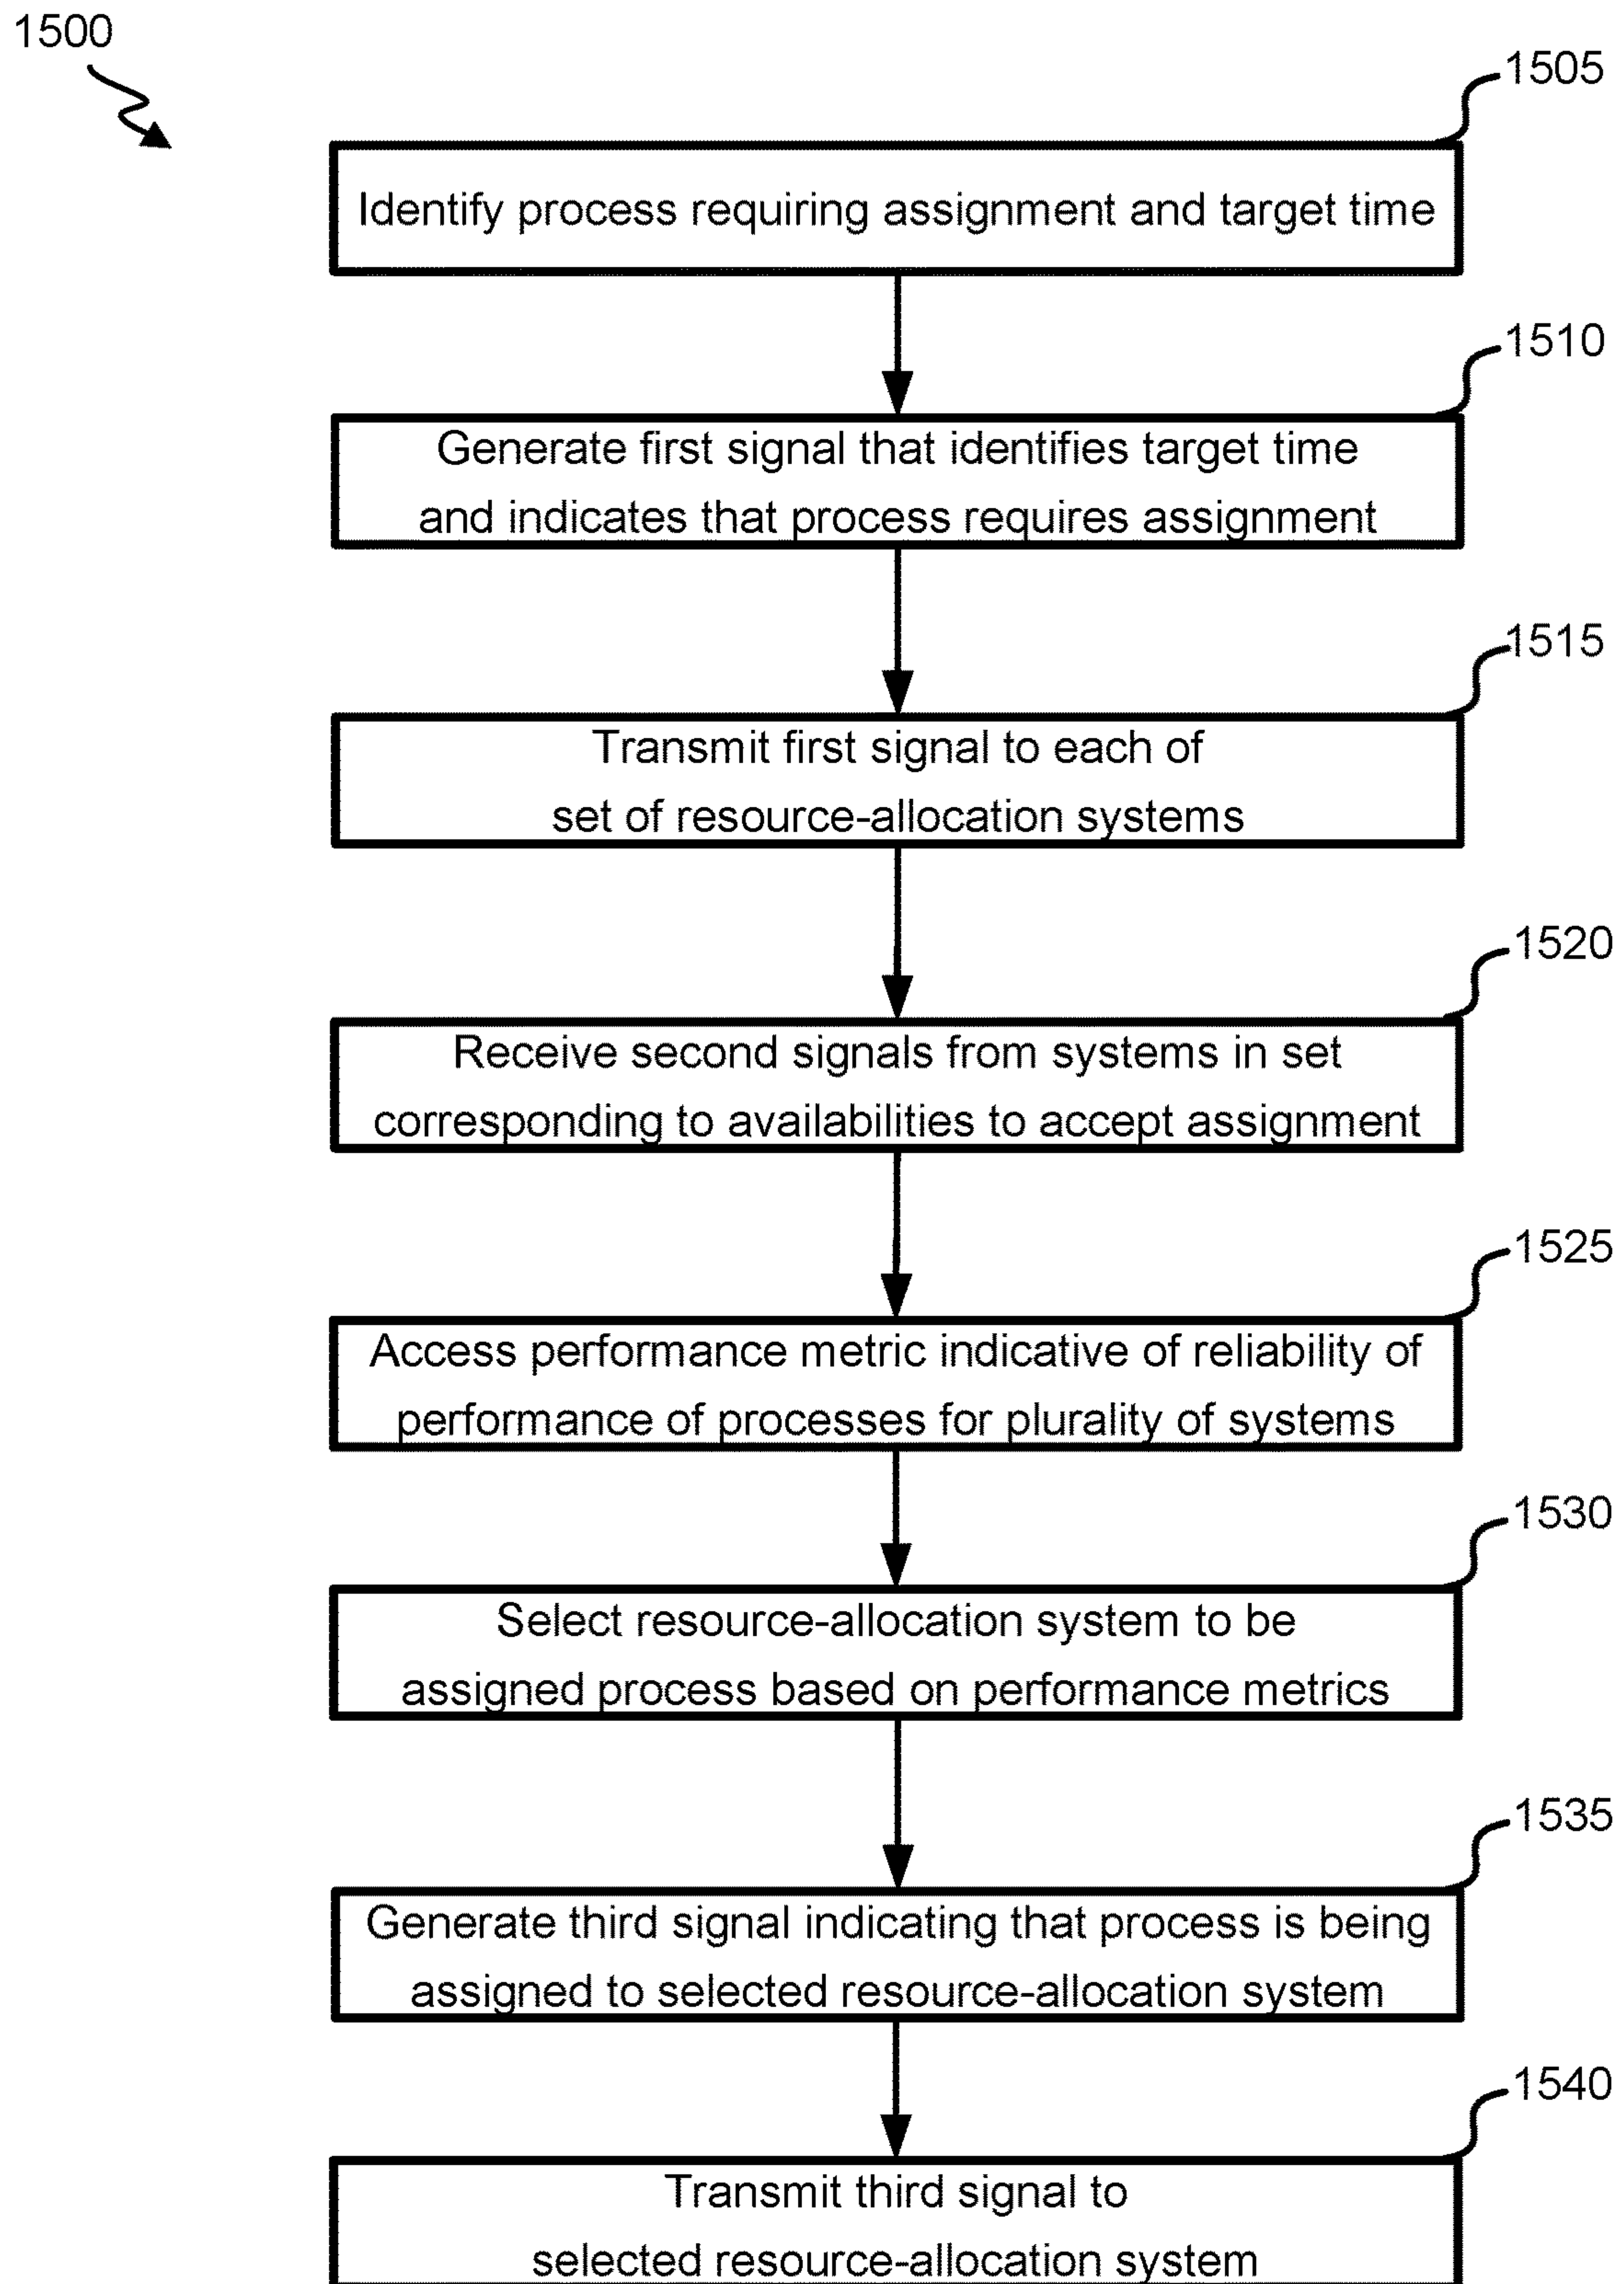 1500
1505
Identify process requiring assignment and target time
1510
Generate first signal that identifies target time
and indicates that process requires assignment
1515
Transmit first signal to each of
set of resource-allocation systems
1520
Receive second signals from systems in set
corresponding to availabilities to accept assignment
1525
Access performance metric indicative of reliability of
performance of processes for plurality of systems
1530
Select resource-allocation system to be
assigned process based on performance metrics
1535
Generate third signal indicating that process is being
assigned to selected resource-allocation system
1540
Transmit third signal to
selected resource-allocation system